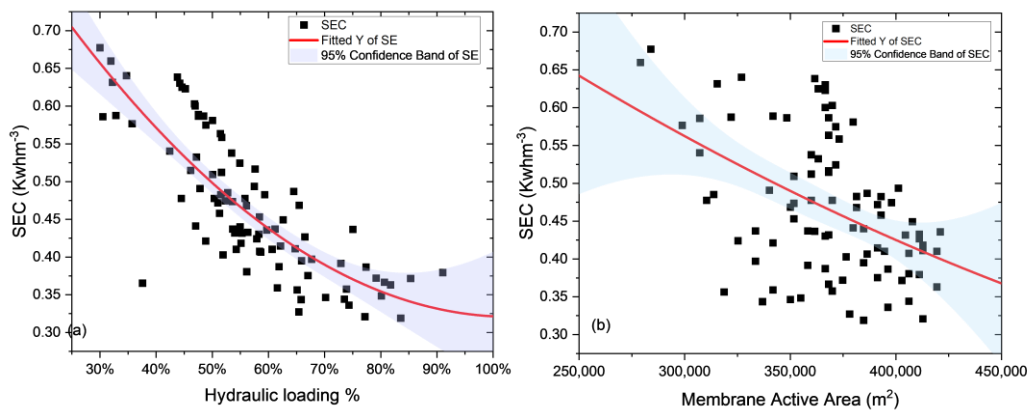 0.70
0.65
0.60
0.55
0.50
0.45
0.40
0.35
0.30
SEC (Kwhm-3)
SEC
Fitted Y of SE
95% Confidence Band of SE
(a)
30% 40% 50% 60% 70% 80% 90% 100%
Hydraulic loading %
0.70
0.65
0.60
0.55
0.50
0.45
0.40
0.35
0.30
SEC (Kwhm-3)
SEC
Fitted Y of SEC
95% Confidence Band of SEC
(b)
250,000 300,000 350,000 400,000 450,000
Membrane Active Area (m²)